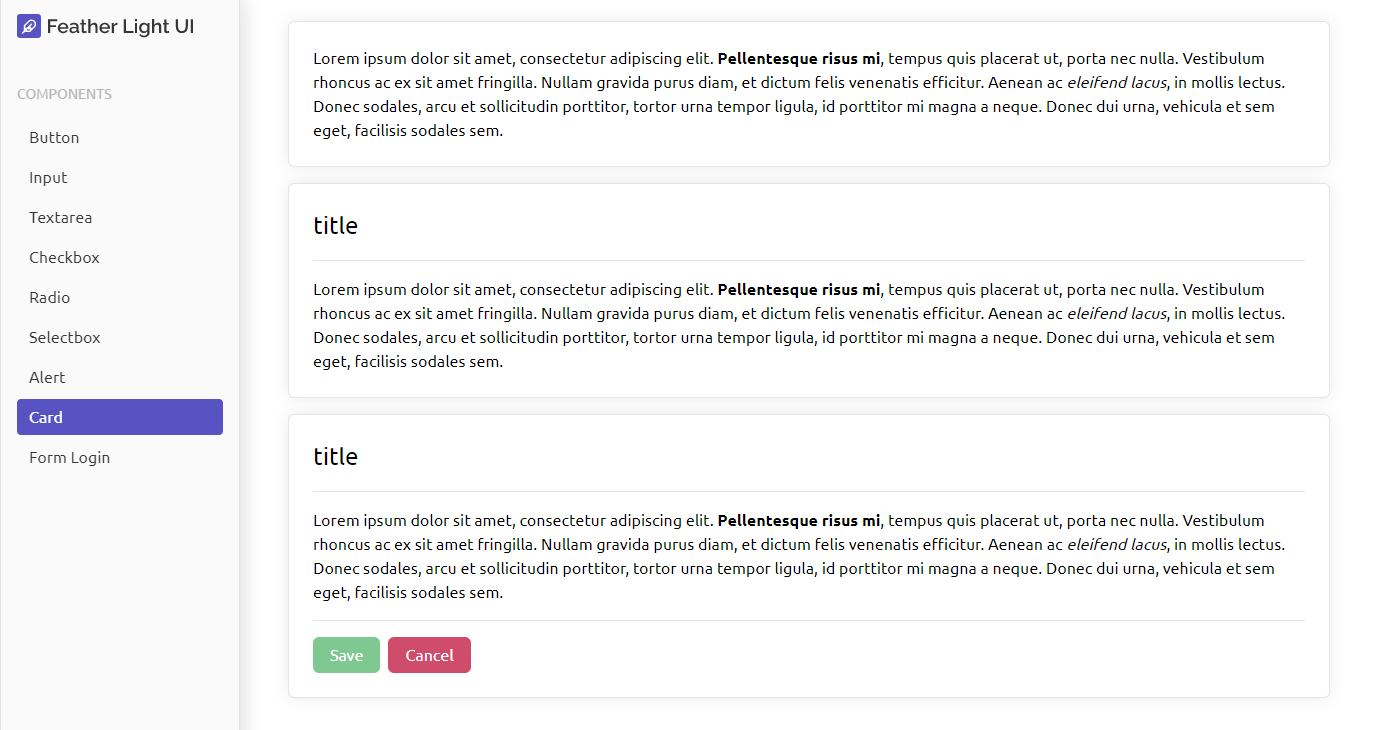 Feather Light UI
COMPONENTS
Button
Input
Textarea
Checkbox
Radio
Selectbox
Alert
Card
Form Login
Lorem ipsum dolor sit amet, consectetur adipiscing elit. Pellentesque risus mi, tempus quis placerat ut, porta nec nulla. Vestibulum
rhoncus ac ex sit amet fringilla. Nullam gravida purus diam, et dictum felis venenatis efficitur. Aenean ac eleifend lacus, in mollis lectus.
Donec sodales, arcu et sollicitudin porttitor, tortor urna tempor ligula, id porttitor mi magna a neque. Donec dui urna, vehicula et sem
eget, facilisis sodales sem.
title
Lorem ipsum dolor sit amet, consectetur adipiscing elit. Pellentesque risus mi, tempus quis placerat ut, porta nec nulla. Vestibulum
rhoncus ac ex sit amet fringilla. Nullam gravida purus diam, et dictum felis venenatis efficitur. Aenean ac eleifend lacus, in mollis lectus.
Donec sodales, arcu et sollicitudin porttitor, tortor urna tempor ligula, id porttitor mi magna a neque. Donec dui urna, vehicula et sem
eget, facilisis sodales sem.
title
Lorem ipsum dolor sit amet, consectetur adipiscing elit. Pellentesque risus mi, tempus quis placerat ut, porta nec nulla. Vestibulum
rhoncus ac ex sit amet fringilla. Nullam gravida purus diam, et dictum felis venenatis efficitur. Aenean ac eleifend lacus, in mollis lectus.
Donec sodales, arcu et sollicitudin porttitor, tortor urna tempor ligula, id porttitor mi magna a neque. Donec dui urna, vehicula et sem
eget, facilisis sodales sem.
Save Cancel